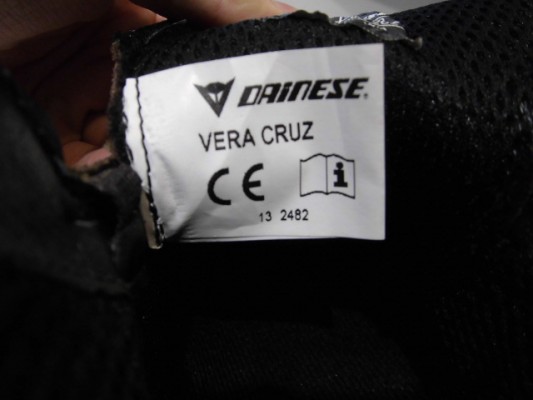 DAINESE
VERA CRUZ
CE i
13 2482